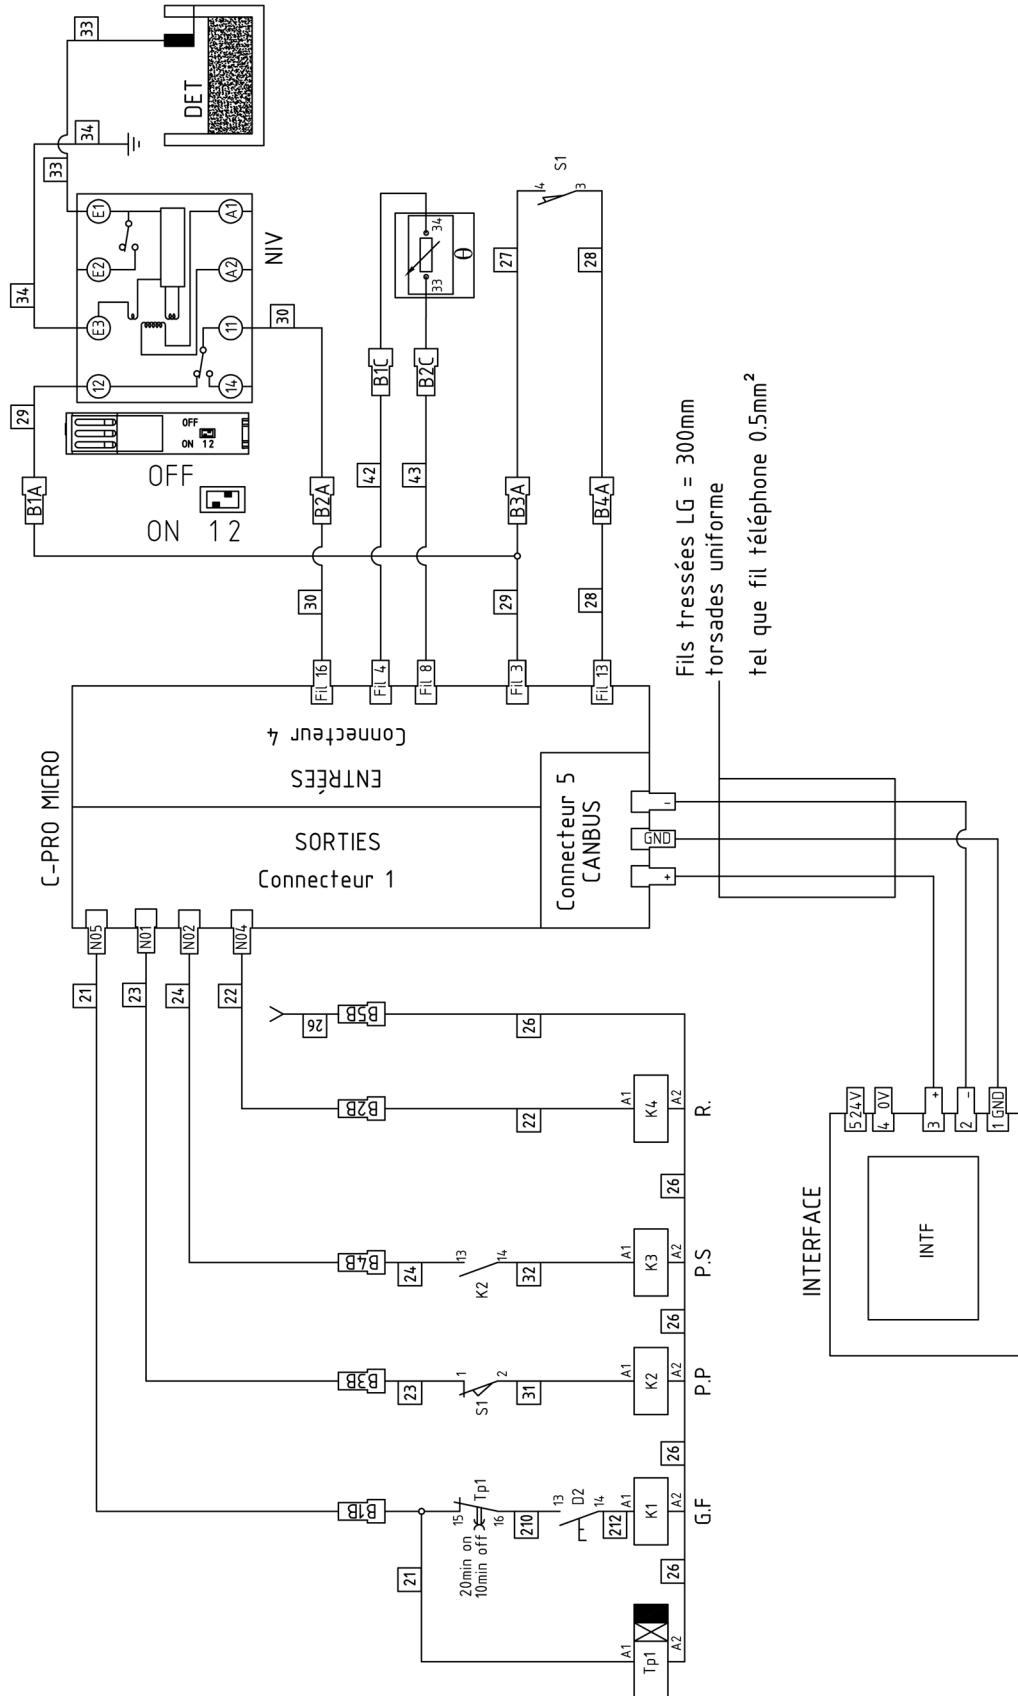 33
DET
34
33
34
E1
E2
E3
12
A1
A2
11
14
NIV
29
30
OFF
ON 1 2
OFF
ON 1 2
34
33
θ
B1A
B2A
B1C
B2C
42
43
27
28
4
S1
3
B3A
B4A
30
29
28
Fil 16
Fil 4
Fil 8
Fil 3
Fil 13
Fils tressées LG = 300mm
torsades uniforme
tel que fil téléphone 0.5mm²
C-PRO MICRO
Connecteur 4
ENTRÉES
SORTIES
Connecteur 1
Connecteur 5
CANBUS
-
GND
+
N05
N01
N02
N04
21
23
24
22
26
B5B
26
B2B
22
A1
K4
A2
R.
26
B4B
24
13
K2
14
32
A1
K3
A2
P.S
26
B3B
23
1
S1
2
31
A1
K2
A2
P.P
26
B1B
21
15
Tp1
16
20min on
10min off
210
13
D2
14
212
A1
K1
A2
G.F
26
A1
Tp1
A2
INTERFACE
INTF
5 24V
4 0V
3 +
2 -
1 GND